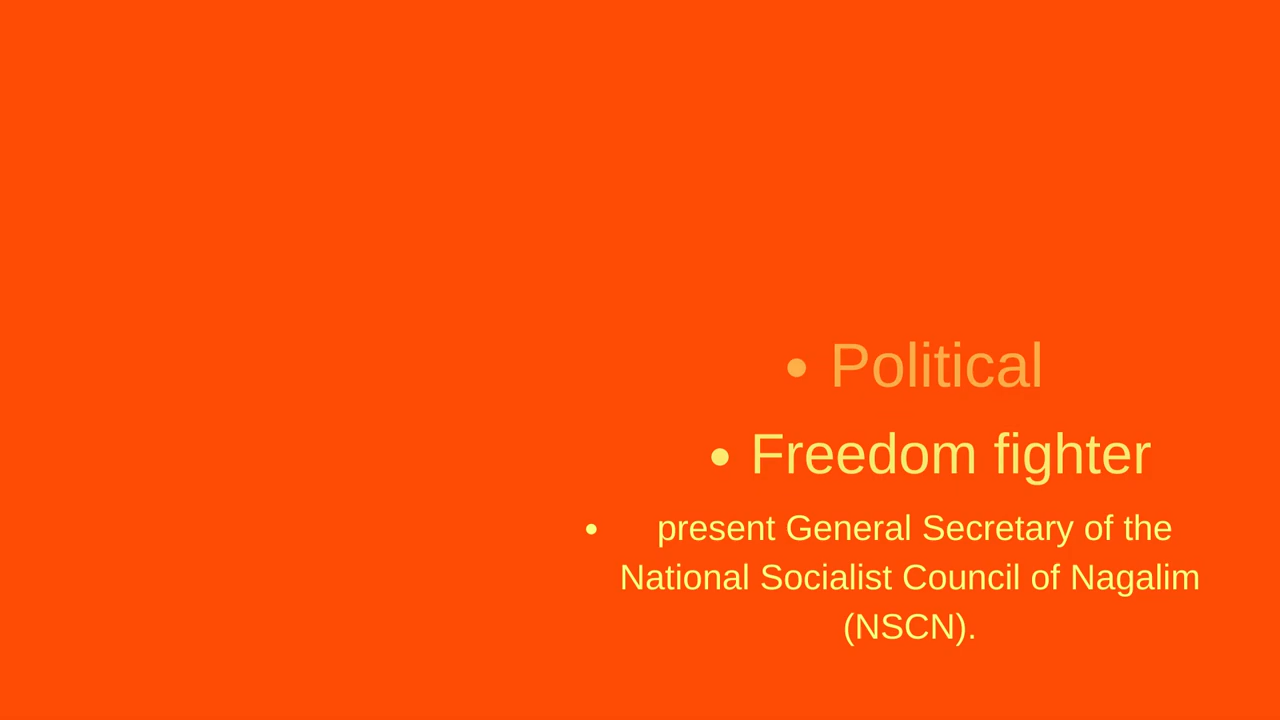 • Political
• Freedom fighter
• present General Secretary of the
National Socialist Council of Nagalim
(NSCN).